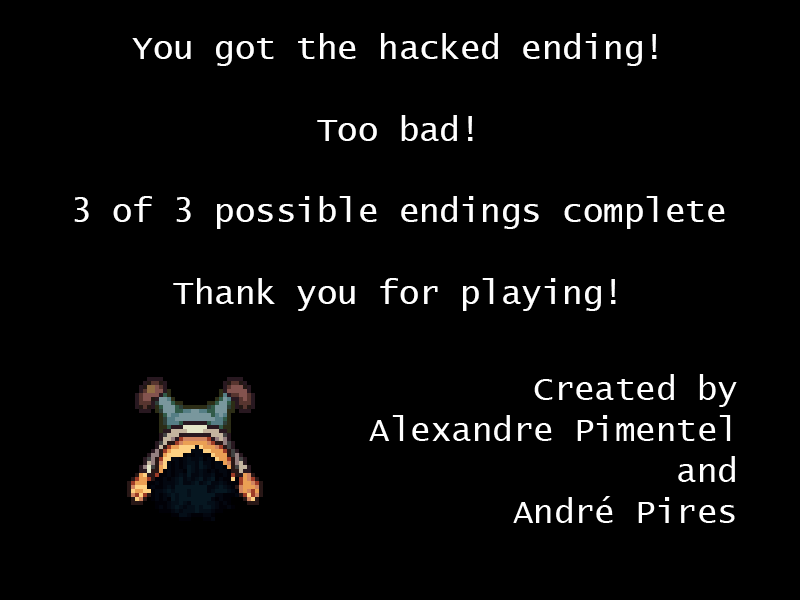 You got the hacked ending!
Too bad!
3 of 3 possible endings complete
Thank you for playing!
Created by
Alexandre Pimentel
and
André Pires